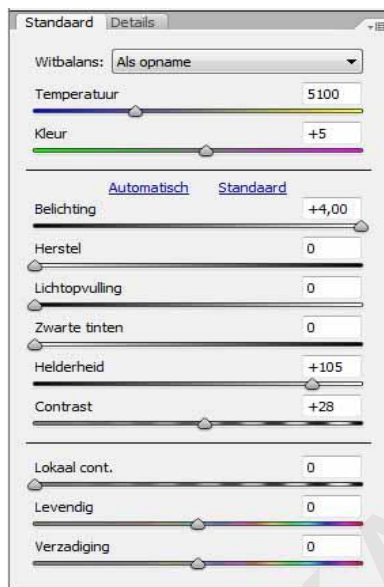 Standaard Details
Witbalans: Als opname
Temperatuur 5100
Kleur +5
Automatisch Standaard
Belichting +4,00
Herstel 0
Lichtopvulling 0
Zwarte tinten 0
Helderheid +105
Contrast +28
Lokaal cont. 0
Levendig 0
Verzadiging 0